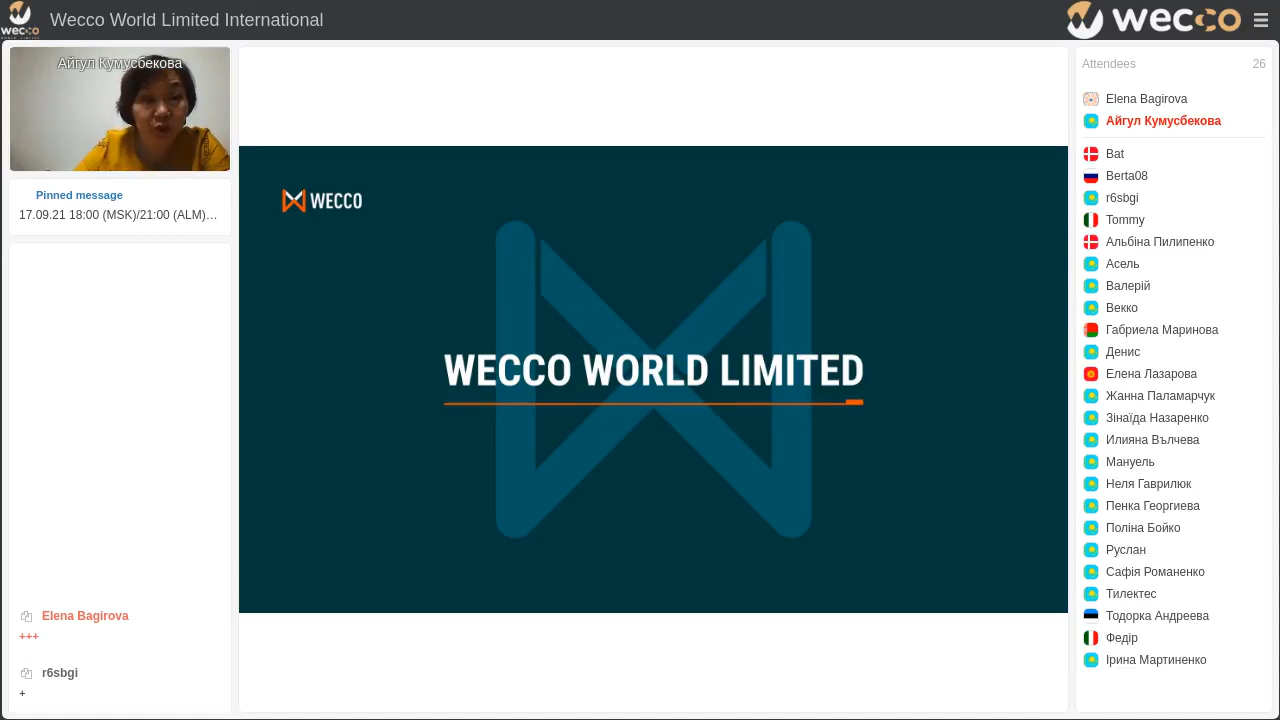 wecco
Wecco World Limited International
wecco
Айгул Кумусбекова
Pinned message
17.09.21 18:00 (MSK)/21:00 (ALM)…
Elena Bagirova
+++
r6sbgi
+
WECCO
WECCO WORLD LIMITED
Attendees 26
Elena Bagirova
Айгул Кумусбекова
Bat
Berta08
r6sbgi
Tommy
Альбіна Пилипенко
Асель
Валерій
Векко
Габриела Маринова
Денис
Елена Лазарова
Жанна Паламарчук
Зінаїда Назаренко
Илияна Вълчева
Мануель
Неля Гаврилюк
Пенка Георгиева
Поліна Бойко
Руслан
Сафія Романенко
Тилектес
Тодорка Андреева
Федір
Ірина Мартиненко